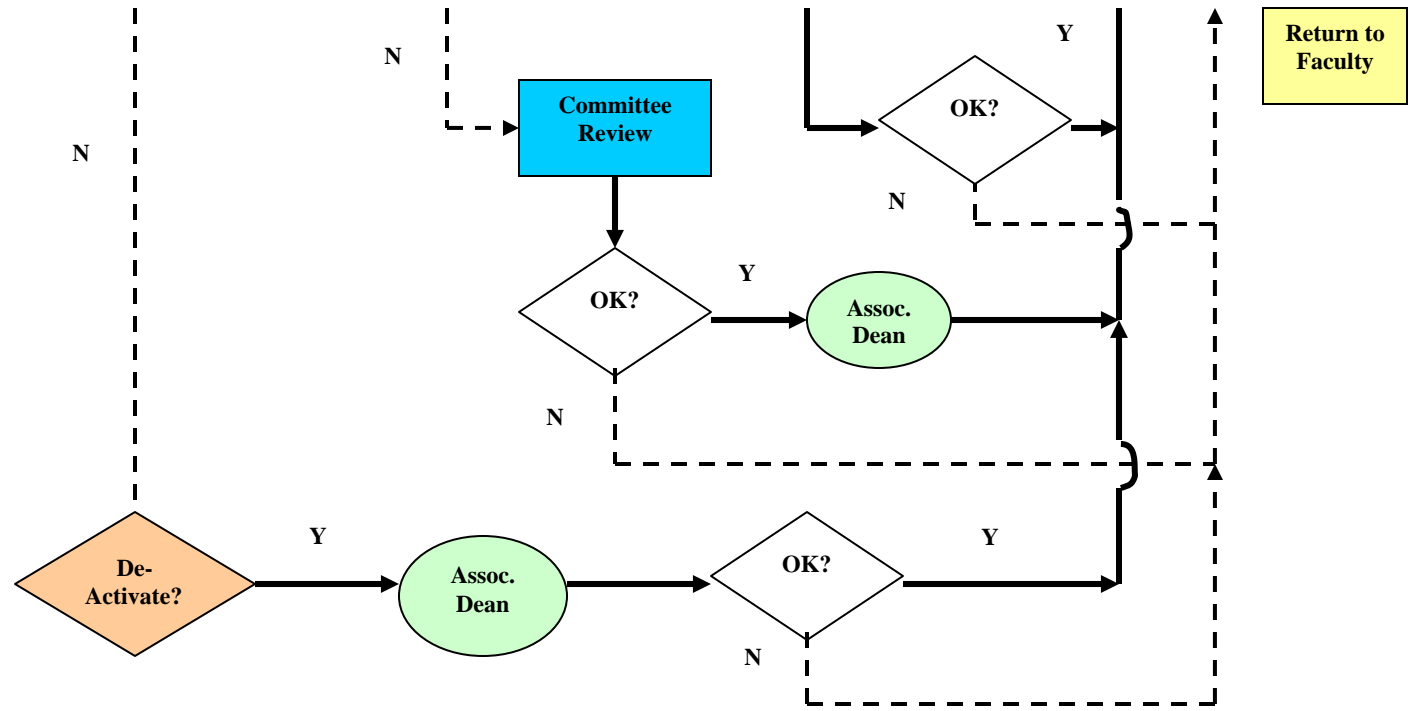 Y
Return to
Faculty
N
Committee
Review
OK?
N
N
Y
OK?
Assoc.
Dean
N
Y
Y
De-
Activate?
Assoc.
Dean
OK?
N